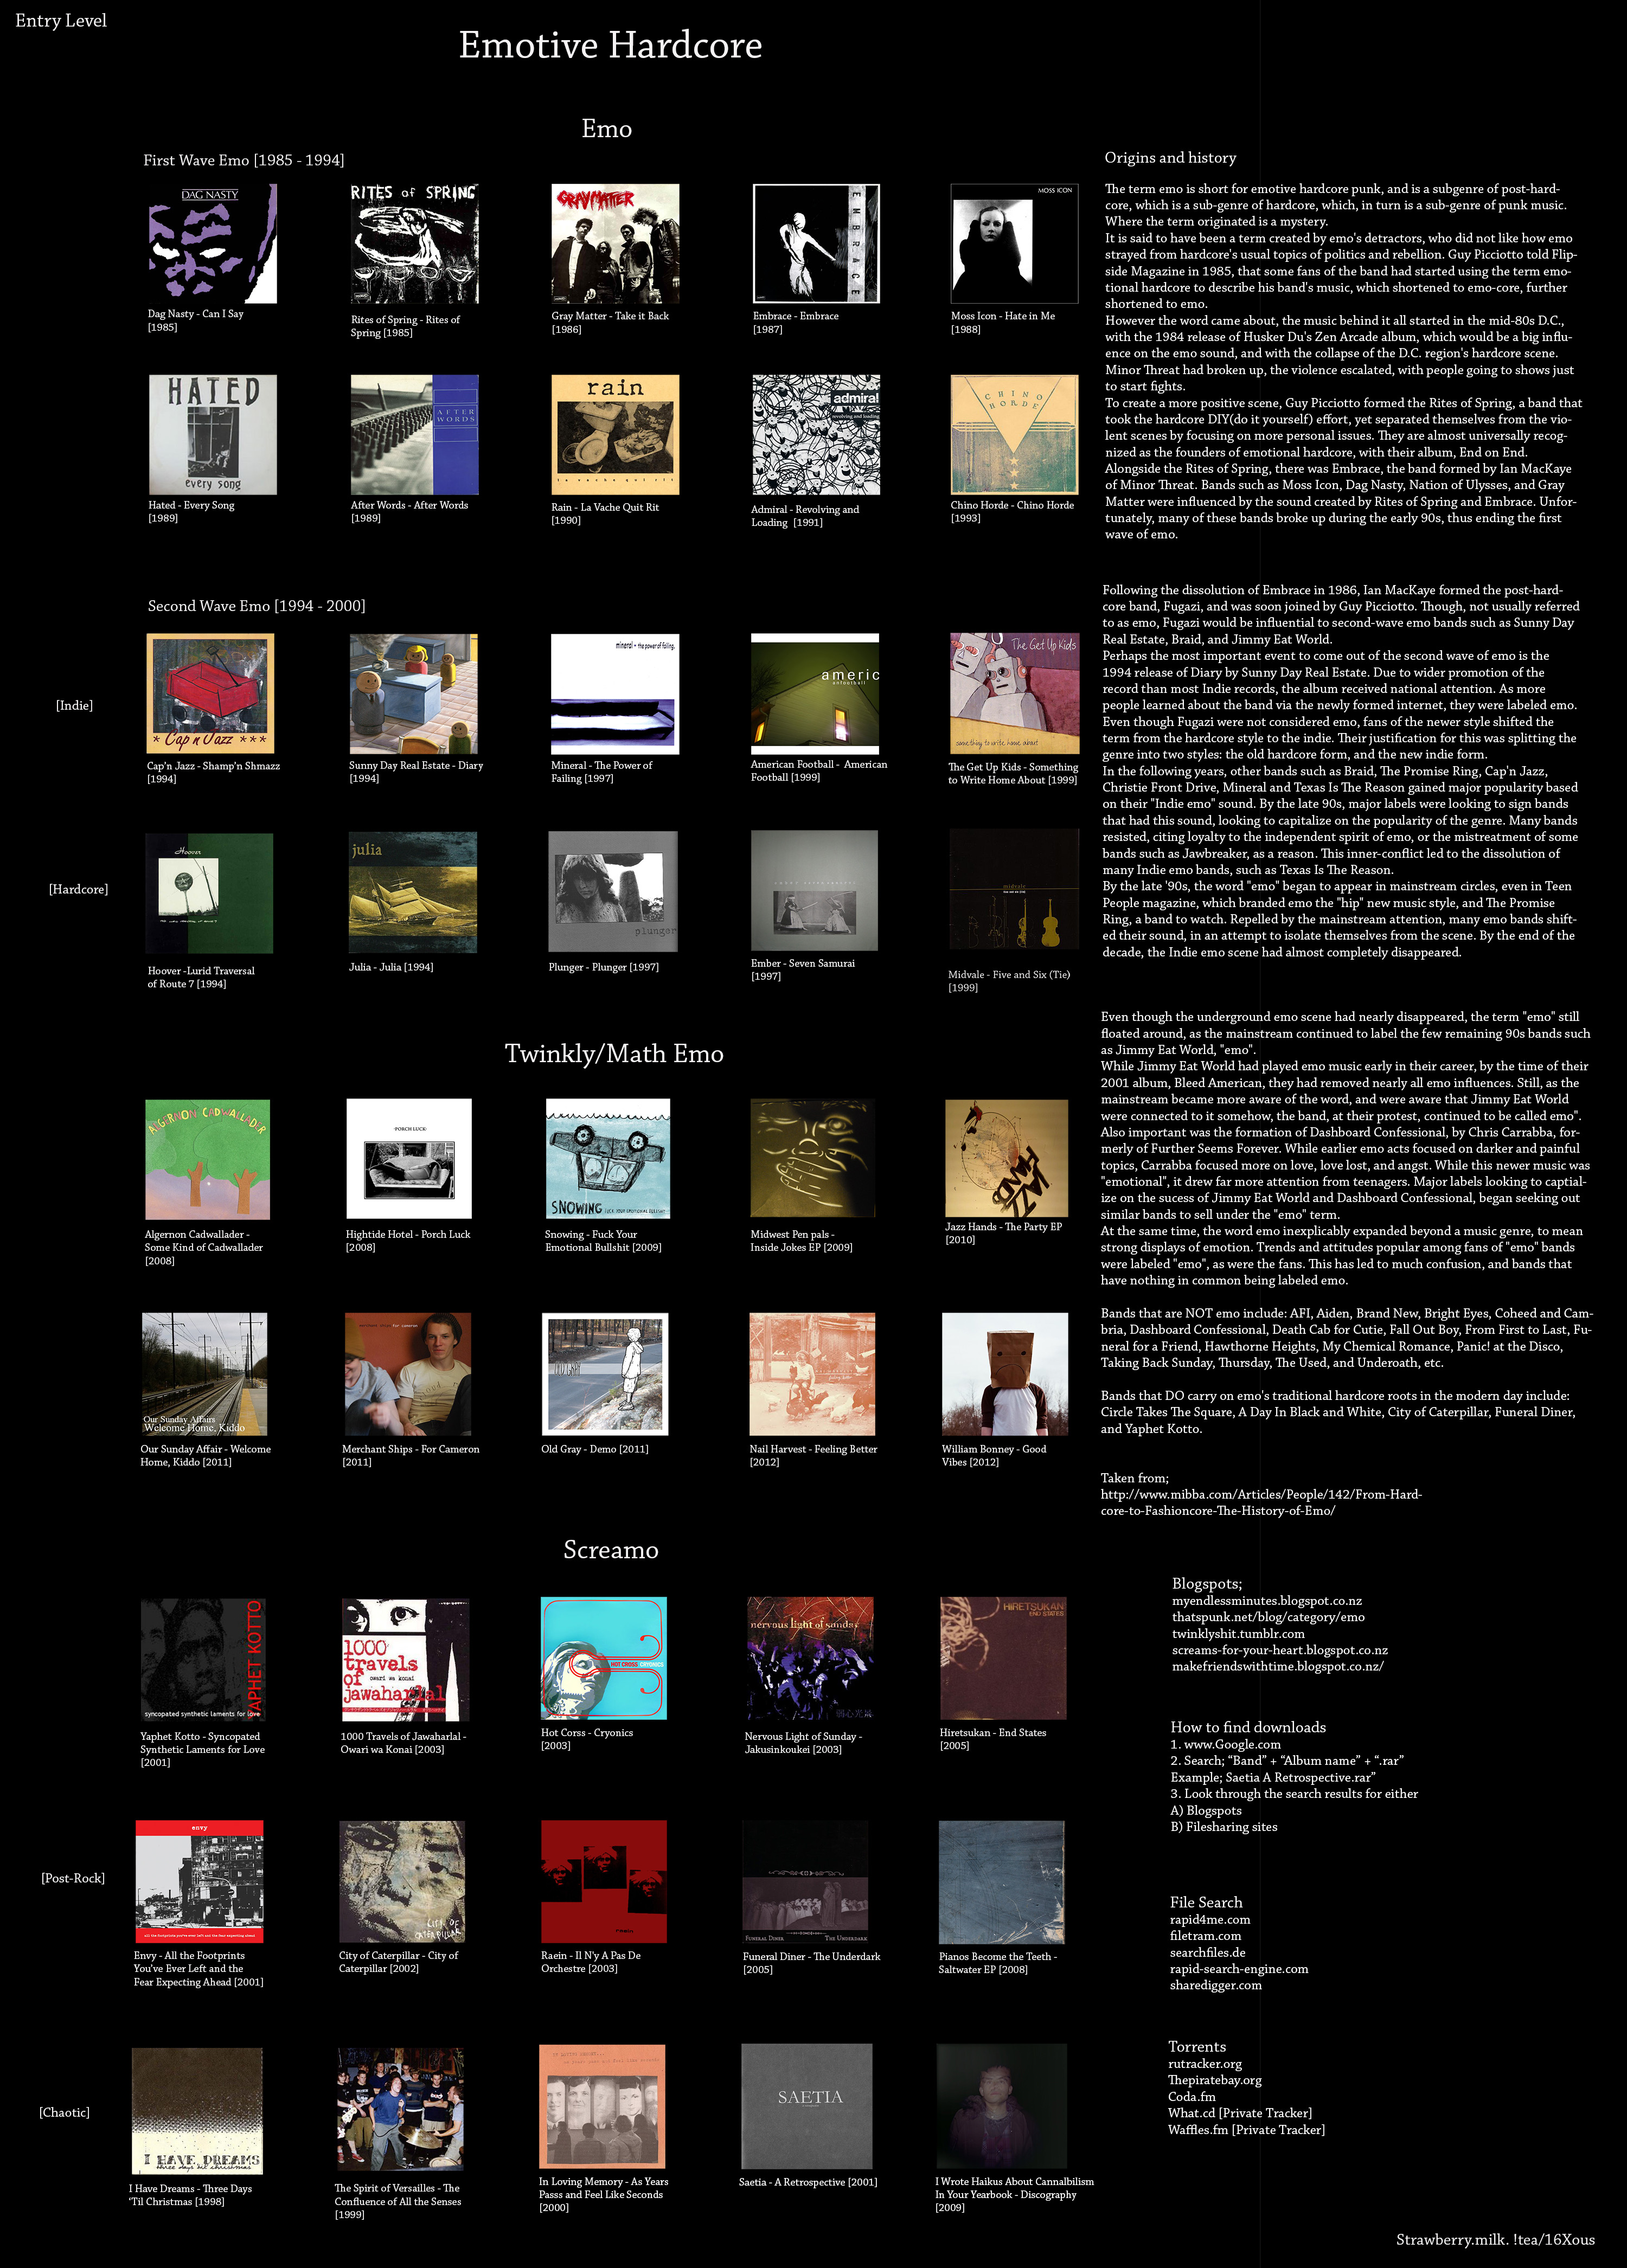 Entry Level
Emotive Hardcore
Emo
First Wave Emo [1985 - 1994]
DAG NASTY
Dag Nasty - Can I Say
[1985]
RITES of SPRING
Rites of Spring - Rites of
Spring [1985]
GRAY MATTER
Gray Matter - Take it Back
[1986]
EMBRACE
Embrace - Embrace
[1987]
MOSS ICON
Moss Icon - Hate in Me
[1988]
HATED
every song
Hated - Every Song
[1989]
AFTER
WORDS
After Words - After Words
[1989]
rain
la vache qui rit
Rain - La Vache Quit Rit
[1990]
admiral
revolving and loading
Admiral - Revolving and
Loading [1991]
CHINO
HORDE
Chino Horde - Chino Horde
[1993]
Second Wave Emo [1994 - 2000]
[Indie]
* Cap n Jazz ***
Cap'n Jazz - Shamp'n Shmazz
[1994]
Sunny Day Real Estate - Diary
[1994]
mineral • the power of failing.
Mineral - The Power of
Failing [1997]
americ
anfootball
American Football - American
Football [1999]
The Get Up Kids
something to write home about
The Get Up Kids - Something
to Write Home About [1999]
[Hardcore]
Hoover
Hoover -Lurid Traversal
of Route 7 [1994]
julia
Julia - Julia [1994]
plunger
Plunger - Plunger [1997]
Ember - Seven Samurai
[1997]
midvale
Midvale - Five and Six (Tie)
[1999]
Twinkly/Math Emo
ALGERNON CADWALLADER
Algernon Cadwallader -
Some Kind of Cadwallader
[2008]
PORCH LUCK
Hightide Hotel - Porch Luck
[2008]
SNOWING FUCK YOUR EMOTIONAL BULLSHIT
Snowing - Fuck Your
Emotional Bullshit [2009]
Midwest Pen pals -
Inside Jokes EP [2009]
JAZZ HANDS
Jazz Hands - The Party EP
[2010]
Our Sunday Affairs
Welcome Home, Kiddo
Our Sunday Affair - Welcome
Home, Kiddo [2011]
merchant ships for cameron
Merchant Ships - For Cameron
[2011]
OLD GRAY
Old Gray - Demo [2011]
feeling better
Nail Harvest - Feeling Better
[2012]
William Bonney - Good
Vibes [2012]
Screamo
YAPHET KOTTO
syncopated synthetic laments for love
Yaphet Kotto - Syncopated
Synthetic Laments for Love
[2001]
1000
travels
of
owari wa konai
jawaharlal
1000 Travels of Jawaharlal -
Owari wa Konai [2003]
HOT CROSS CRYONICS
Hot Corss - Cryonics
[2003]
nervous light of sunday
Nervous Light of Sunday -
Jakusinkoukei [2003]
HIRETSUKAN
END STATES
Hiretsukan - End States
[2005]
[Post-Rock]
envy
all the footprints you've ever left and the fear expecting ahead
Envy - All the Footprints
You've Ever Left and the
Fear Expecting Ahead [2001]
CITY OF
CATERPILLAR
City of Caterpillar - City of
Caterpillar [2002]
Raein - Il N'y A Pas De
Orchestre [2003]
FUNERAL DINER THE UNDERDARK
Funeral Diner - The Underdark
[2005]
Pianos Become the Teeth -
Saltwater EP [2008]
[Chaotic]
I HAVE DREAMS
three days til christmas
I Have Dreams - Three Days
'Til Christmas [1998]
The Spirit of Versailles - The
Confluence of All the Senses
[1999]
IN LOVING MEMORY
In Loving Memory - As Years
Passs and Feel Like Seconds
[2000]
SAETIA
Saetia - A Retrospective [2001]
I Wrote Haikus About Cannalbilism
In Your Yearbook - Discography
[2009]
Origins and history
The term emo is short for emotive hardcore punk, and is a subgenre of post-hard-
core, which is a sub-genre of hardcore, which, in turn is a sub-genre of punk music.
Where the term originated is a mystery.
It is said to have been a term created by emo's detractors, who did not like how emo
strayed from hardcore's usual topics of politics and rebellion. Guy Picciotto told Flip-
side Magazine in 1985, that some fans of the band had started using the term emo-
tional hardcore to describe his band's music, which shortened to emo-core, further
shortened to emo.
However the word came about, the music behind it all started in the mid-80s D.C.,
with the 1984 release of Husker Du's Zen Arcade album, which would be a big influ-
ence on the emo sound, and with the collapse of the D.C. region's hardcore scene.
Minor Threat had broken up, the violence escalated, with people going to shows just
to start fights.
To create a more positive scene, Guy Picciotto formed the Rites of Spring, a band that
took the hardcore DIY(do it yourself) effort, yet separated themselves from the vio-
lent scenes by focusing on more personal issues. They are almost universally recog-
nized as the founders of emotional hardcore, with their album, End on End.
Alongside the Rites of Spring, there was Embrace, the band formed by Ian MacKaye
of Minor Threat. Bands such as Moss Icon, Dag Nasty, Nation of Ulysses, and Gray
Matter were influenced by the sound created by Rites of Spring and Embrace. Unfor-
tunately, many of these bands broke up during the early 90s, thus ending the first
wave of emo.
Following the dissolution of Embrace in 1986, Ian MacKaye formed the post-hard-
core band, Fugazi, and was soon joined by Guy Picciotto. Though, not usually referred
to as emo, Fugazi would be influential to second-wave emo bands such as Sunny Day
Real Estate, Braid, and Jimmy Eat World.
Perhaps the most important event to come out of the second wave of emo is the
1994 release of Diary by Sunny Day Real Estate. Due to wider promotion of the
record than most Indie records, the album received national attention. As more
people learned about the band via the newly formed internet, they were labeled emo.
Even though Fugazi were not considered emo, fans of the newer style shifted the
term from the hardcore style to the indie. Their justification for this was splitting the
genre into two styles: the old hardcore form, and the new indie form.
In the following years, other bands such as Braid, The Promise Ring, Cap'n Jazz,
Christie Front Drive, Mineral and Texas Is The Reason gained major popularity based
on their "Indie emo" sound. By the late 90s, major labels were looking to sign bands
that had this sound, looking to capitalize on the popularity of the genre. Many bands
resisted, citing loyalty to the independent spirit of emo, or the mistreatment of some
bands such as Jawbreaker, as a reason. This inner-conflict led to the dissolution of
many Indie emo bands, such as Texas Is The Reason.
By the late '90s, the word "emo" began to appear in mainstream circles, even in Teen
People magazine, which branded emo the "hip" new music style, and The Promise
Ring, a band to watch. Repelled by the mainstream attention, many emo bands shift-
ed their sound, in an attempt to isolate themselves from the scene. By the end of the
decade, the Indie emo scene had almost completely disappeared.
Even though the underground emo scene had nearly disappeared, the term "emo" still
floated around, as the mainstream continued to label the few remaining 90s bands such
as Jimmy Eat World, "emo".
While Jimmy Eat World had played emo music early in their career, by the time of their
2001 album, Bleed American, they had removed nearly all emo influences. Still, as the
mainstream became more aware of the word, and were aware that Jimmy Eat World
were connected to it somehow, the band, at their protest, continued to be called emo".
Also important was the formation of Dashboard Confessional, by Chris Carrabba, for-
merly of Further Seems Forever. While earlier emo acts focused on darker and painful
topics, Carrabba focused more on love, love lost, and angst. While this newer music was
"emotional", it drew far more attention from teenagers. Major labels looking to captial-
ize on the sucess of Jimmy Eat World and Dashboard Confessional, began seeking out
similar bands to sell under the "emo" term.
At the same time, the word emo inexplicably expanded beyond a music genre, to mean
strong displays of emotion. Trends and attitudes popular among fans of "emo" bands
were labeled "emo", as were the fans. This has led to much confusion, and bands that
have nothing in common being labeled emo.
Bands that are NOT emo include: AFI, Aiden, Brand New, Bright Eyes, Coheed and Cam-
bria, Dashboard Confessional, Death Cab for Cutie, Fall Out Boy, From First to Last, Fu-
neral for a Friend, Hawthorne Heights, My Chemical Romance, Panic! at the Disco,
Taking Back Sunday, Thursday, The Used, and Underoath, etc.
Bands that DO carry on emo's traditional hardcore roots in the modern day include:
Circle Takes The Square, A Day In Black and White, City of Caterpillar, Funeral Diner,
and Yaphet Kotto.
Taken from;
http://www.mibba.com/Articles/People/142/From-Hard-
core-to-Fashioncore-The-History-of-Emo/
Blogspots;
myendlessminutes.blogspot.co.nz
thatspunk.net/blog/category/emo
twinklyshit.tumblr.com
screams-for-your-heart.blogspot.co.nz
makefriendswithtime.blogspot.co.nz/
How to find downloads
1. www.Google.com
2. Search; “Band” + “Album name” + “.rar”
Example; Saetia A Retrospective.rar”
3. Look through the search results for either
A) Blogspots
B) Filesharing sites
File Search
rapid4me.com
filetram.com
searchfiles.de
rapid-search-engine.com
sharedigger.com
Torrents
rutracker.org
Thepiratebay.org
Coda.fm
What.cd [Private Tracker]
Waffles.fm [Private Tracker]
Strawberry.milk. !tea/16Xous